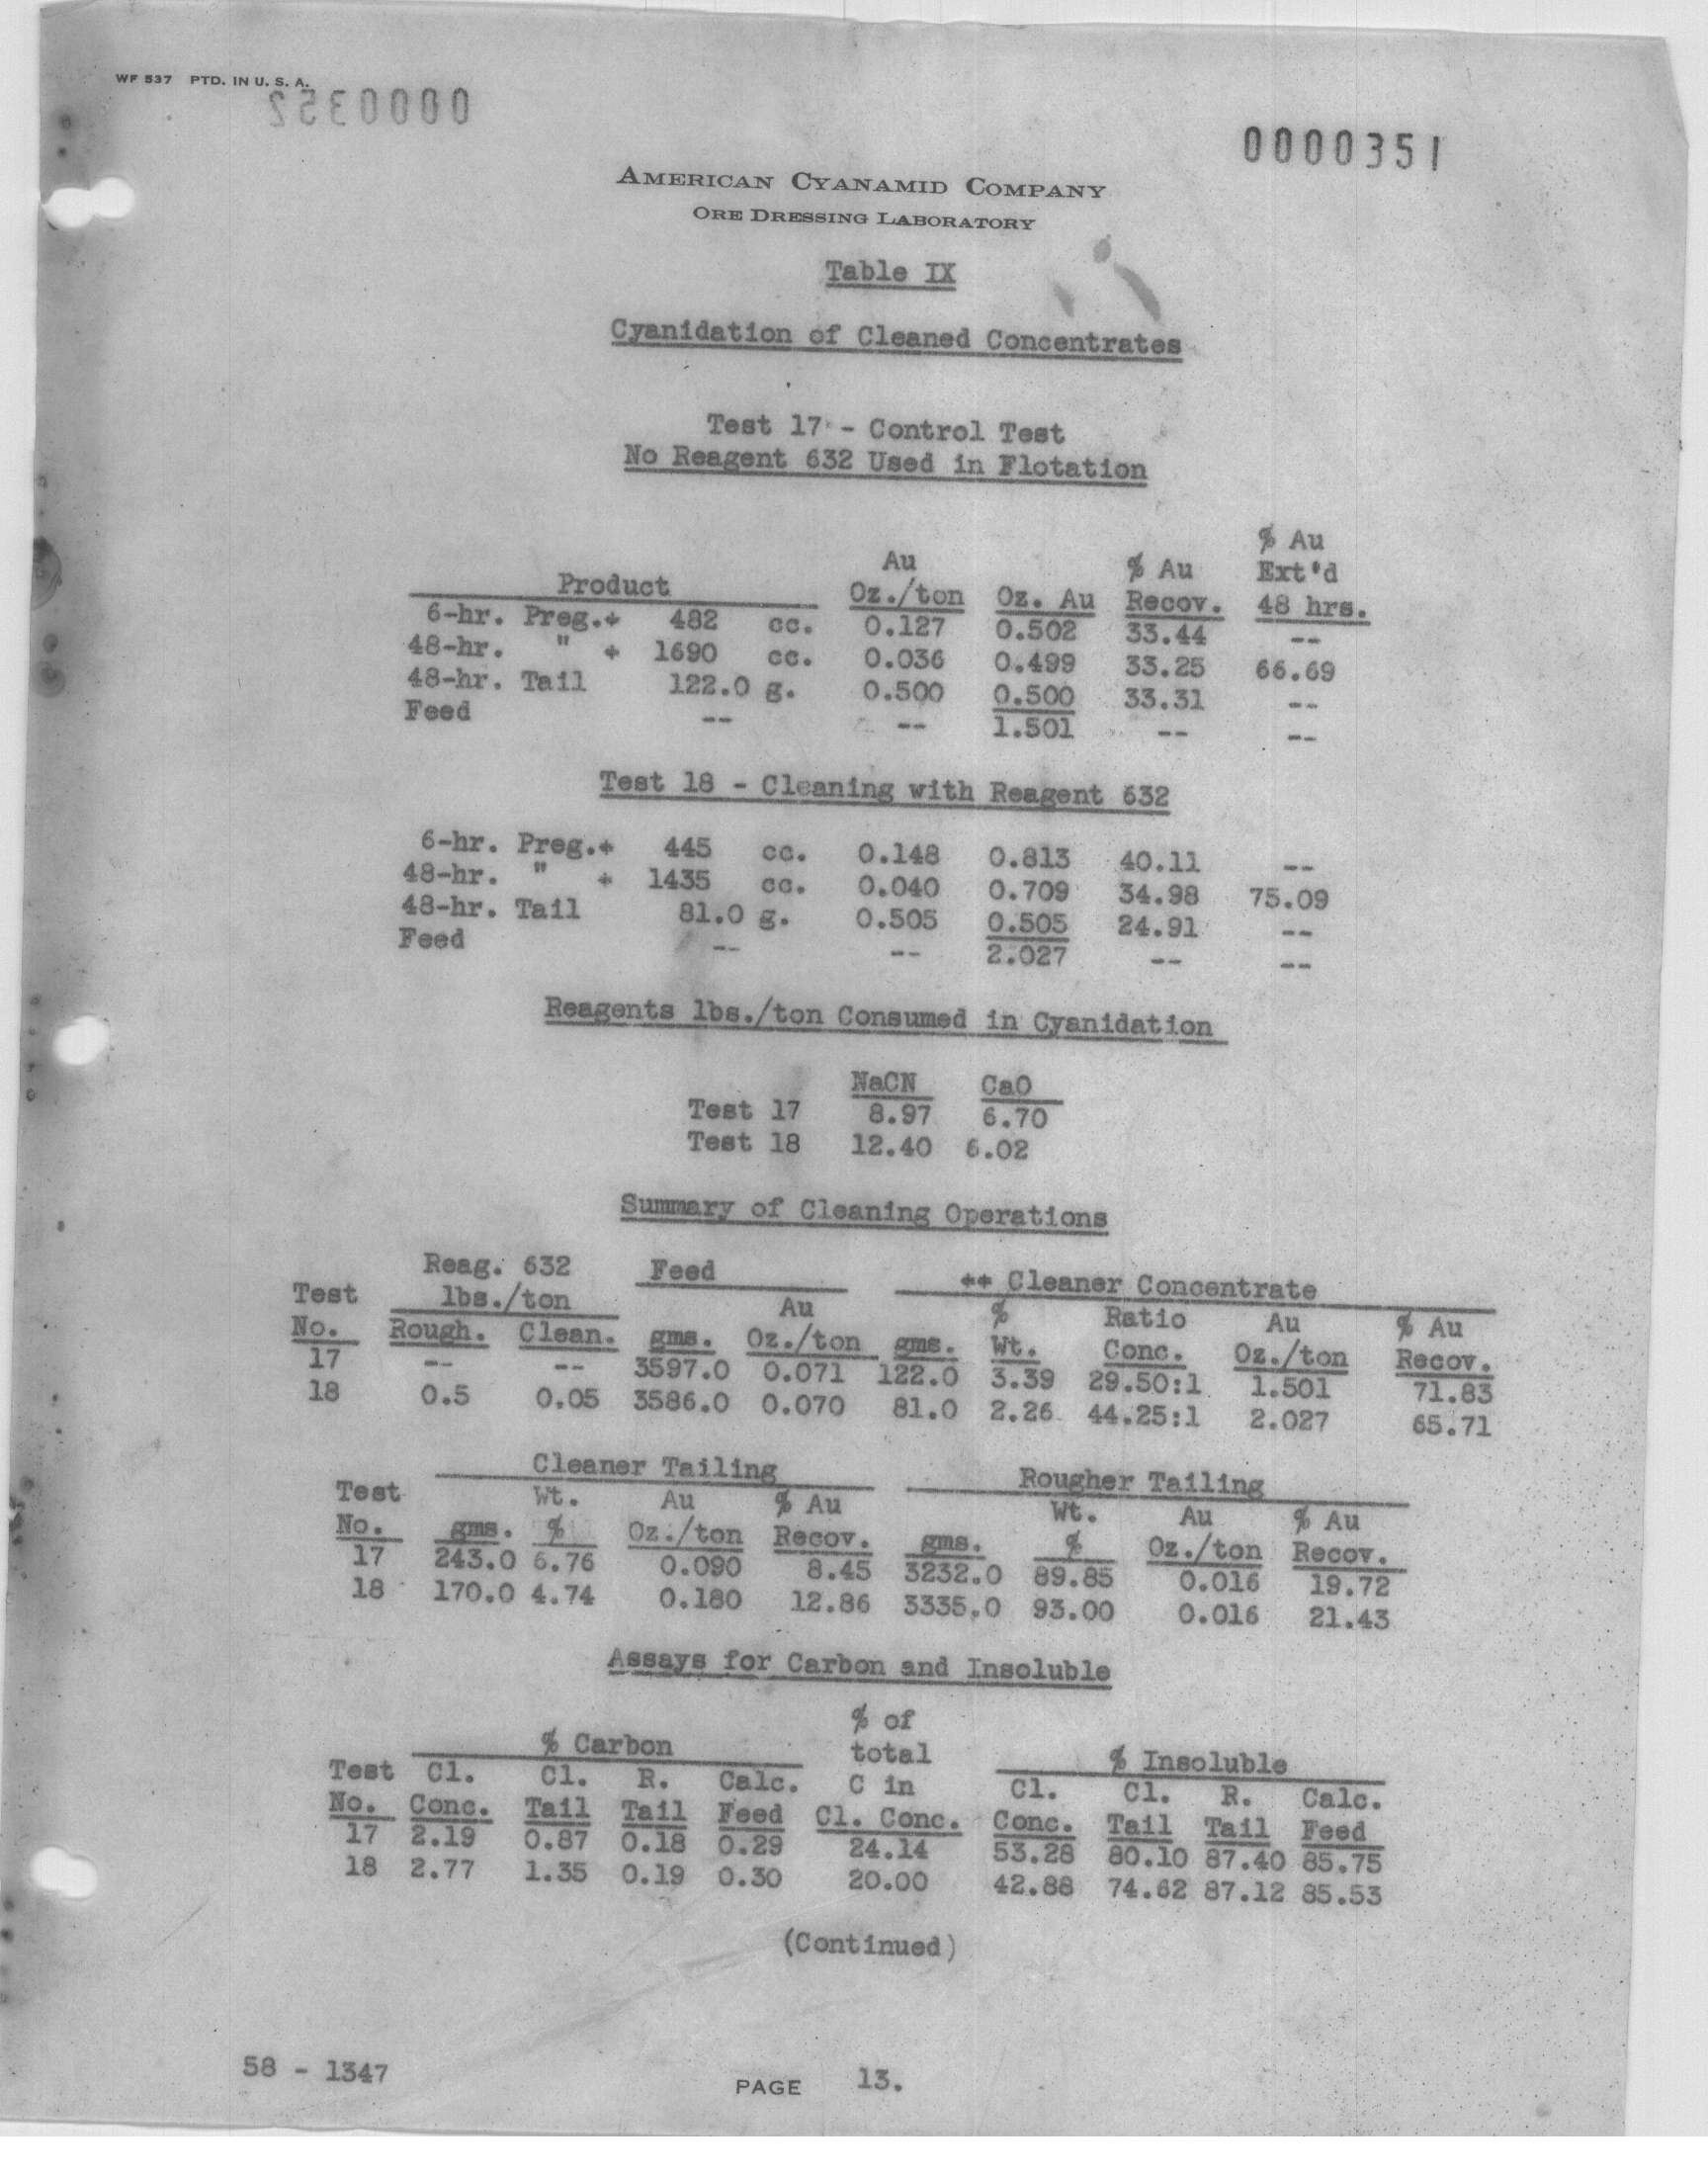 WF 537 PTD. IN U. S. A.
0000352
0000351
AMERICAN CYANAMID COMPANY
ORE DRESSING LABORATORY
Table IX
Cyanidation of Cleaned Concentrates
Test 17 - Control Test
No Reagent 632 Used in Flotation
% Au
Au % Au Ext'd
Product Oz./ton Oz. Au Recov. 48 hrs.
6-hr. Preg.* 482 cc. 0.127 0.502 33.44 --
48-hr. " * 1690 cc. 0.036 0.499 33.25 66.69
48-hr. Tail 122.0 g. 0.500 0.500 33.31 --
Feed -- -- 1.501 -- --
Test 18 - Cleaning with Reagent 632
6-hr. Preg.* 445 cc. 0.148 0.813 40.11 --
48-hr. " * 1435 cc. 0.040 0.709 34.98 75.09
48-hr. Tail 81.0 g. 0.505 0.505 24.91 --
Feed -- -- 2.027 -- --
Reagents lbs./ton Consumed in Cyanidation
NaCN CaO
Test 17 8.97 6.70
Test 18 12.40 6.02
Summary of Cleaning Operations
Reag. 632 Feed ** Cleaner Concentrate
Test lbs./ton Au % Ratio Au % Au
No. Rough. Clean. gms. Oz./ton gms. Wt. Conc. Oz./ton Recov.
17 -- -- 3597.0 0.071 122.0 3.39 29.50:1 1.501 71.83
18 0.5 0.05 3586.0 0.070 81.0 2.26 44.25:1 2.027 65.71
Cleaner Tailing Rougher Tailing
Test Wt. Au % Au Wt. Au % Au
No. gms. % Oz./ton Recov. gms. % Oz./ton Recov.
17 243.0 6.76 0.090 8.45 3232.0 89.85 0.016 19.72
18 170.0 4.74 0.180 12.86 3335.0 93.00 0.016 21.43
Assays for Carbon and Insoluble
% of
% Carbon total % Insoluble
Test Cl. Cl. R. Calc. C in Cl. Cl. R. Calc.
No. Conc. Tail Tail Feed Cl. Conc. Conc. Tail Tail Feed
17 2.19 0.87 0.18 0.29 24.14 53.28 80.10 87.40 85.75
18 2.77 1.35 0.19 0.30 20.00 42.88 74.62 87.12 85.53
(Continued)
58 - 1347
PAGE 13.